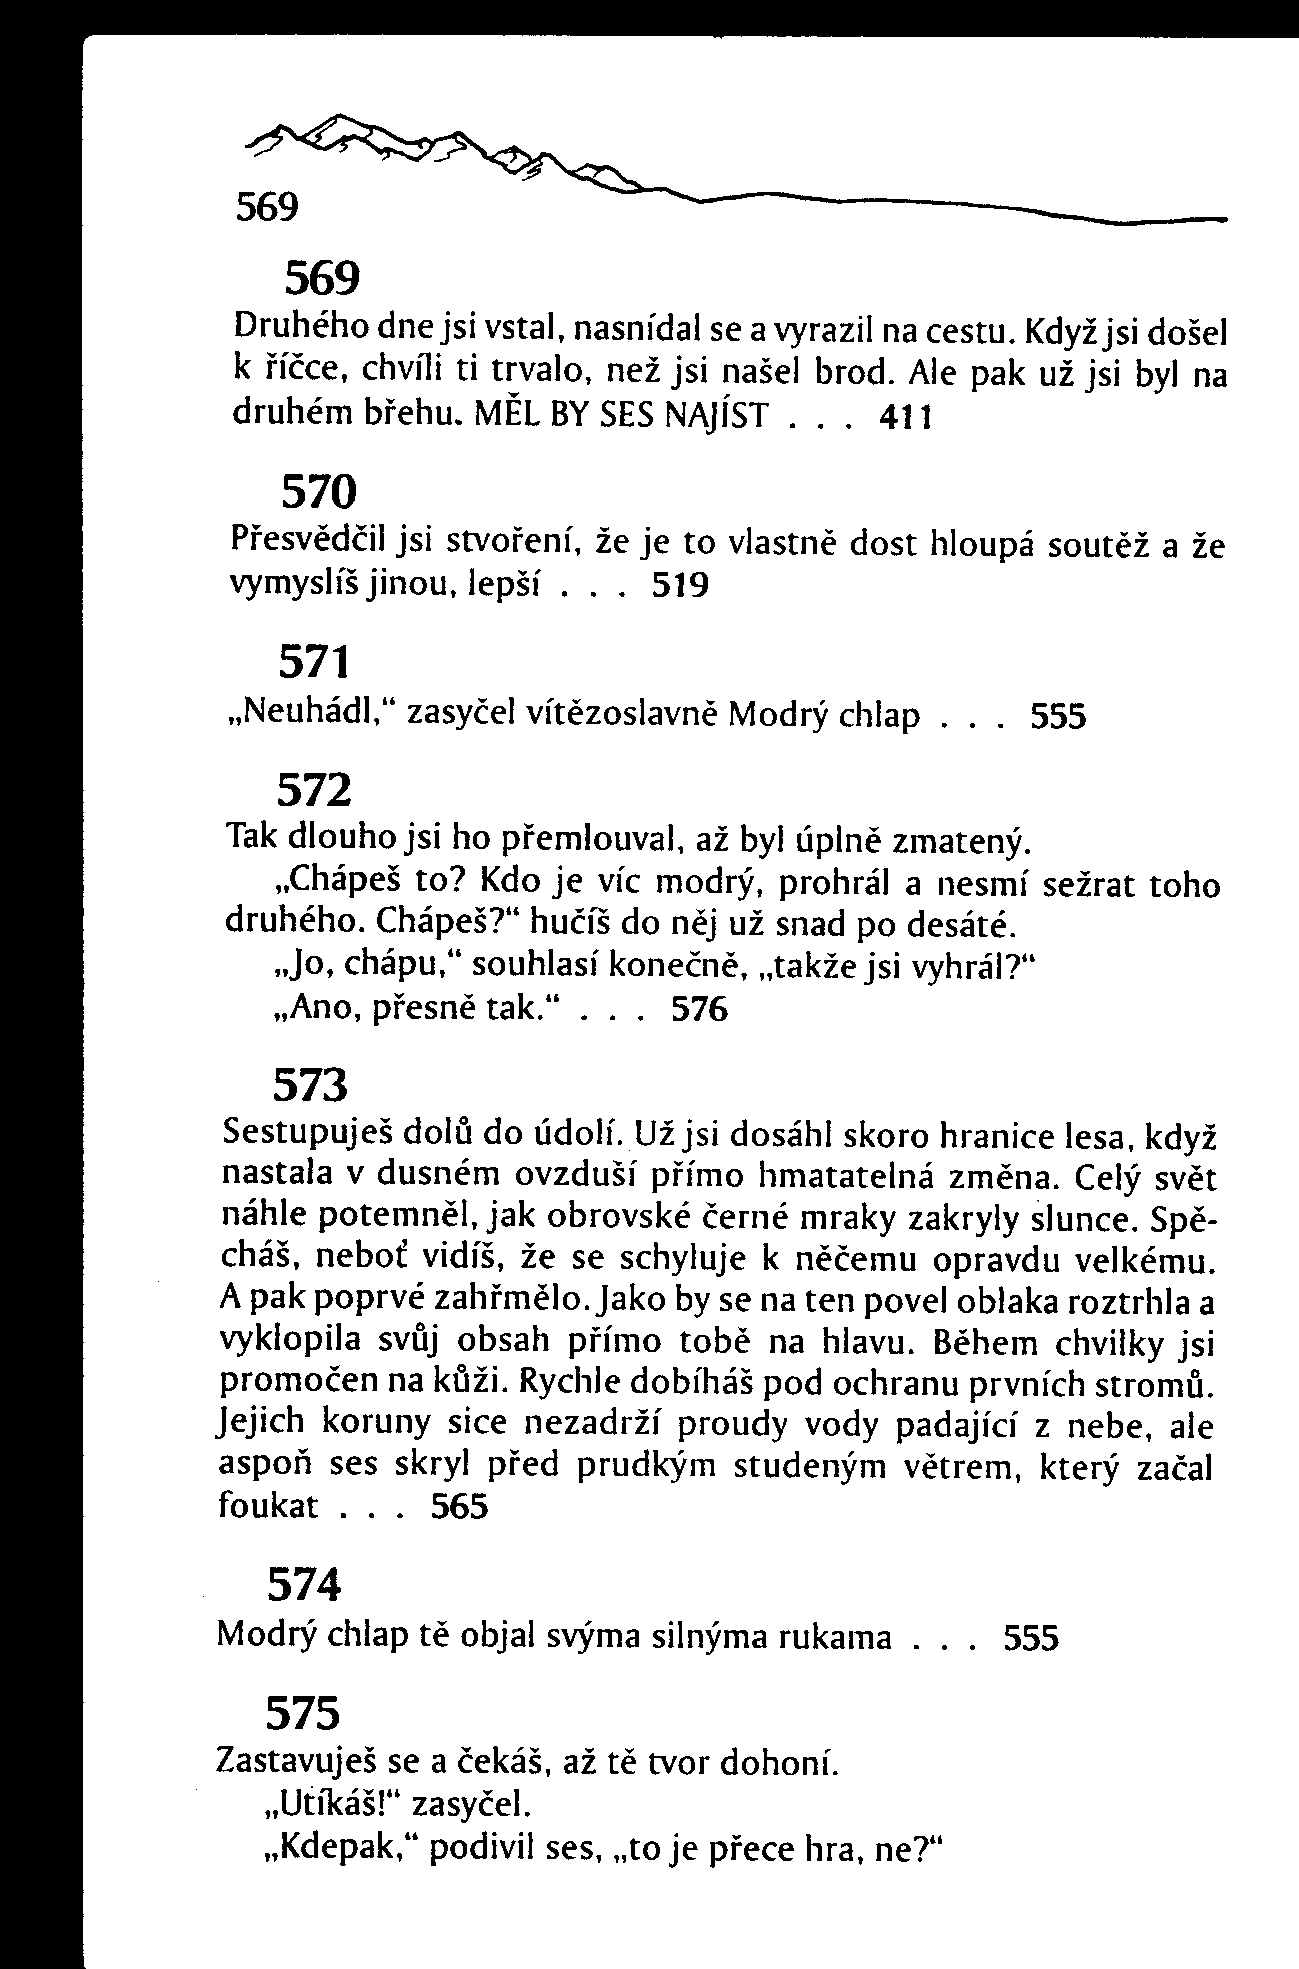 569
569
Druhého dne jsi vstal, nasnídal se a vyrazil na cestu. Když jsi došel
k říčce, chvíli ti trvalo, než jsi našel brod. Ale pak už jsi byl na
druhém břehu. MĚL BY SES NAJÍST . . . 411
570
Přesvědčil jsi stvoření, že je to vlastně dost hloupá soutěž a že
vymyslíš jinou, lepší . . . 519
571
„Neuhádl,“ zasyčel vítězoslavně Modrý chlap . . . 555
572
Tak dlouho jsi ho přemlouval, až byl úplně zmatený.
„Chápeš to? Kdo je víc modrý, prohrál a nesmí sežrat toho
druhého. Chápeš?“ hučíš do něj už snad po desáté.
„Jo, chápu,“ souhlasí konečně, „takže jsi vyhrál?“
„Ano, přesně tak.“ . . . 576
573
Sestupuješ dolů do údolí. Už jsi dosáhl skoro hranice lesa, když
nastala v dusném ovzduší přímo hmatatelná změna. Celý svět
náhle potemněl, jak obrovské černé mraky zakryly slunce. Spě-
cháš, neboť vidíš, že se schyluje k něčemu opravdu velkému.
A pak poprvé zahřmělo. Jako by se na ten povel oblaka roztrhla a
vyklopila svůj obsah přímo tobě na hlavu. Během chvilky jsi
promočen na kůži. Rychle dobíháš pod ochranu prvních stromů.
Jejich koruny sice nezadrží proudy vody padající z nebe, ale
aspoň ses skryl před prudkým studeným větrem, který začal
foukat . . . 565
574
Modrý chlap tě objal svýma silnýma rukama . . . 555
575
Zastavuješ se a čekáš, až tě tvor dohoní.
„Utíkáš!“ zasyčel.
„Kdepak,“ podivil ses, „to je přece hra, ne?“